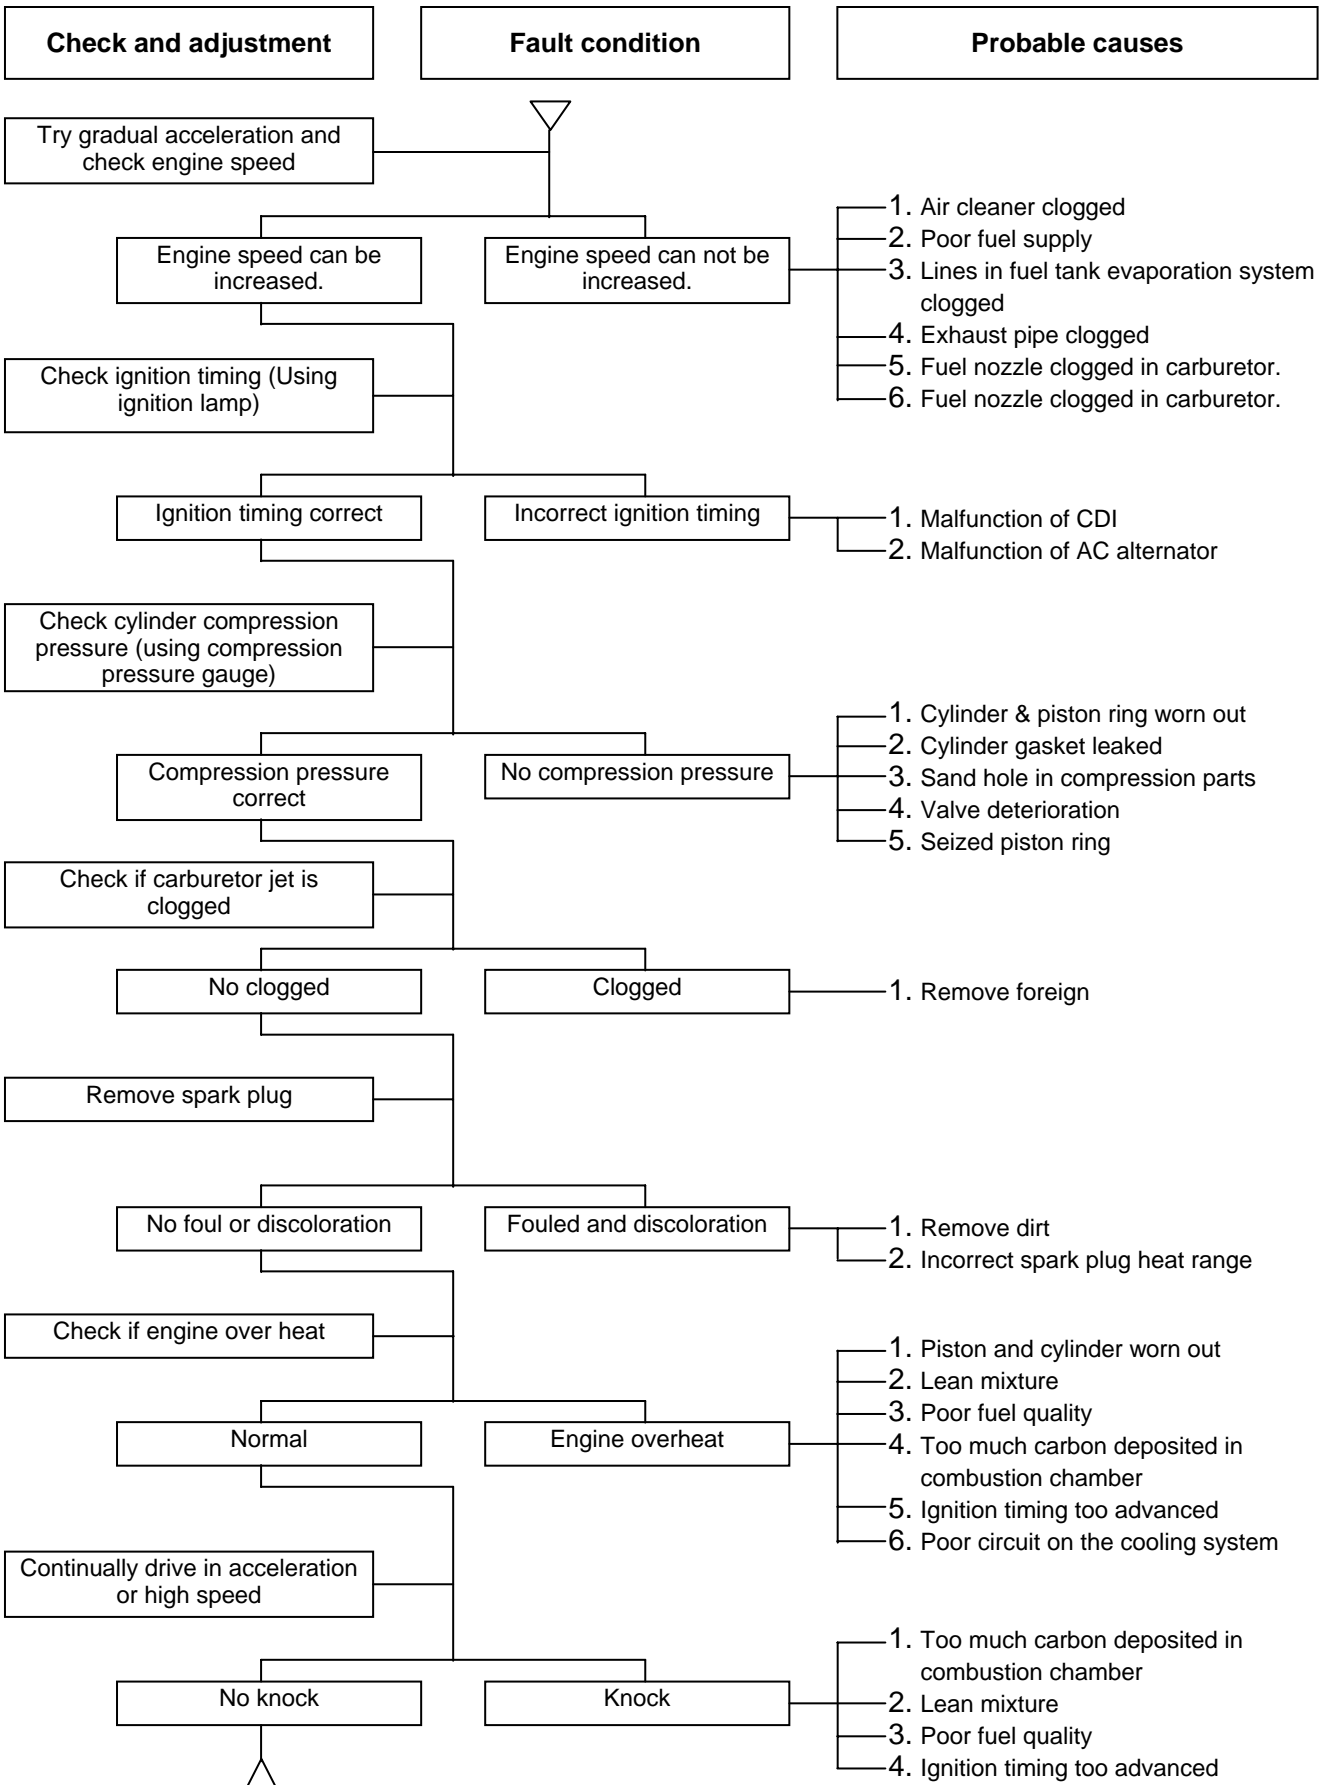 Check and adjustment
Fault condition
Probable causes
Try gradual acceleration and
check engine speed
Engine speed can be
increased.
Engine speed can not be
increased.
1. Air cleaner clogged
2. Poor fuel supply
3. Lines in fuel tank evaporation system
clogged
4. Exhaust pipe clogged
5. Fuel nozzle clogged in carburetor.
6. Fuel nozzle clogged in carburetor.
Check ignition timing (Using
ignition lamp)
Ignition timing correct
Incorrect ignition timing
1. Malfunction of CDI
2. Malfunction of AC alternator
Check cylinder compression
pressure (using compression
pressure gauge)
Compression pressure
correct
No compression pressure
1. Cylinder & piston ring worn out
2. Cylinder gasket leaked
3. Sand hole in compression parts
4. Valve deterioration
5. Seized piston ring
Check if carburetor jet is
clogged
No clogged
Clogged
1. Remove foreign
Remove spark plug
No foul or discoloration
Fouled and discoloration
1. Remove dirt
2. Incorrect spark plug heat range
Check if engine over heat
Normal
Engine overheat
1. Piston and cylinder worn out
2. Lean mixture
3. Poor fuel quality
4. Too much carbon deposited in
combustion chamber
5. Ignition timing too advanced
6. Poor circuit on the cooling system
Continually drive in acceleration
or high speed
No knock
Knock
1. Too much carbon deposited in
combustion chamber
2. Lean mixture
3. Poor fuel quality
4. Ignition timing too advanced